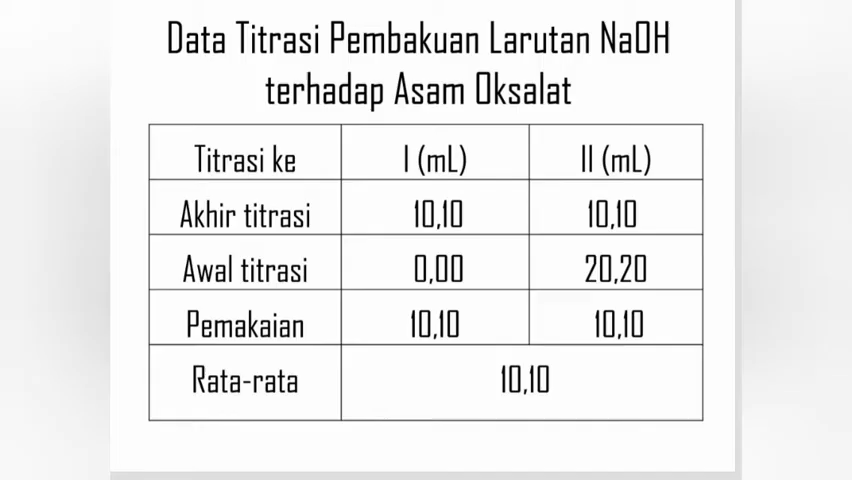 Data Titrasi Pembakuan Larutan NaOH
terhadap Asam Oksalat
Titrasi ke I (mL) II (mL)
Akhir titrasi 10,10 10,10
Awal titrasi 0,00 20,20
Pemakaian 10,10 10,10
Rata-rata 10,10